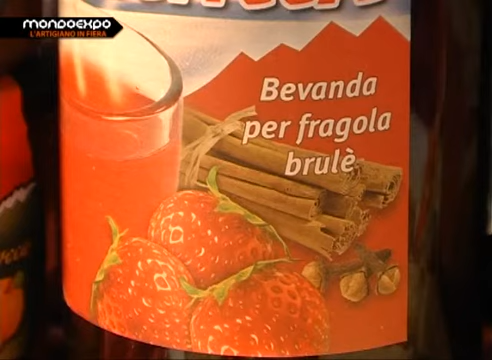 MONDOEXPO
L'ARTIGIANO IN FIERA
Bevanda
per fragola
brulè